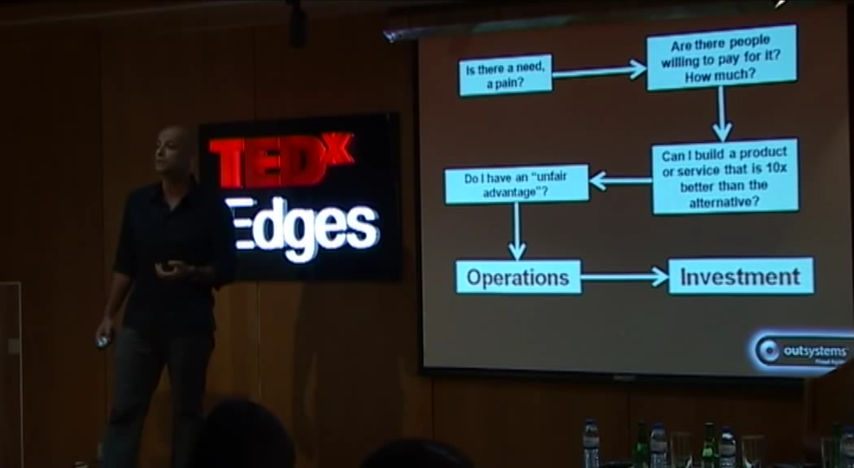 TEDx
Edges
Is there a need,
a pain?
Are there people
willing to pay for it?
How much?
Can I build a product
or service that is 10x
better than the
alternative?
Do I have an “unfair
advantage”?
Operations
Investment
outsystems